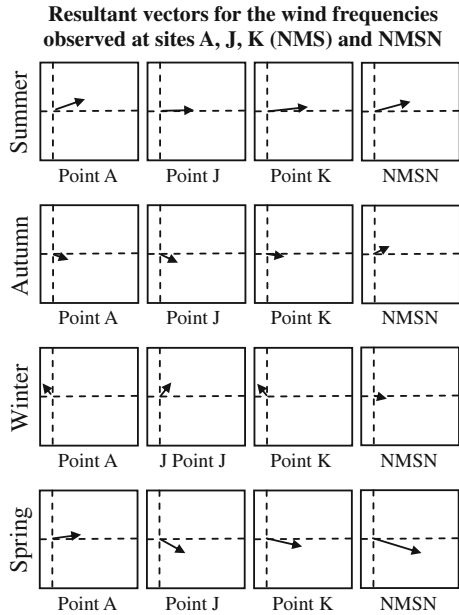 Resultant vectors for the wind frequencies
observed at sites A, J, K (NMS) and NMSN
Summer
Point A
Point J
Point K
NMSN
Autumn
Point A
Point J
Point K
NMSN
Winter
Point A
J Point J
Point K
NMSN
Spring
Point A
Point J
Point K
NMSN